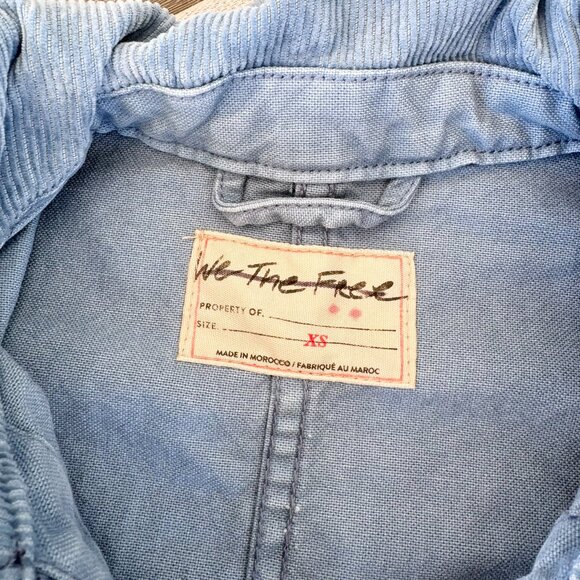 We The Free
PROPERTY OF.
SIZE. XS
MADE IN MOROCCO / FABRIQUÉ AU MAROC